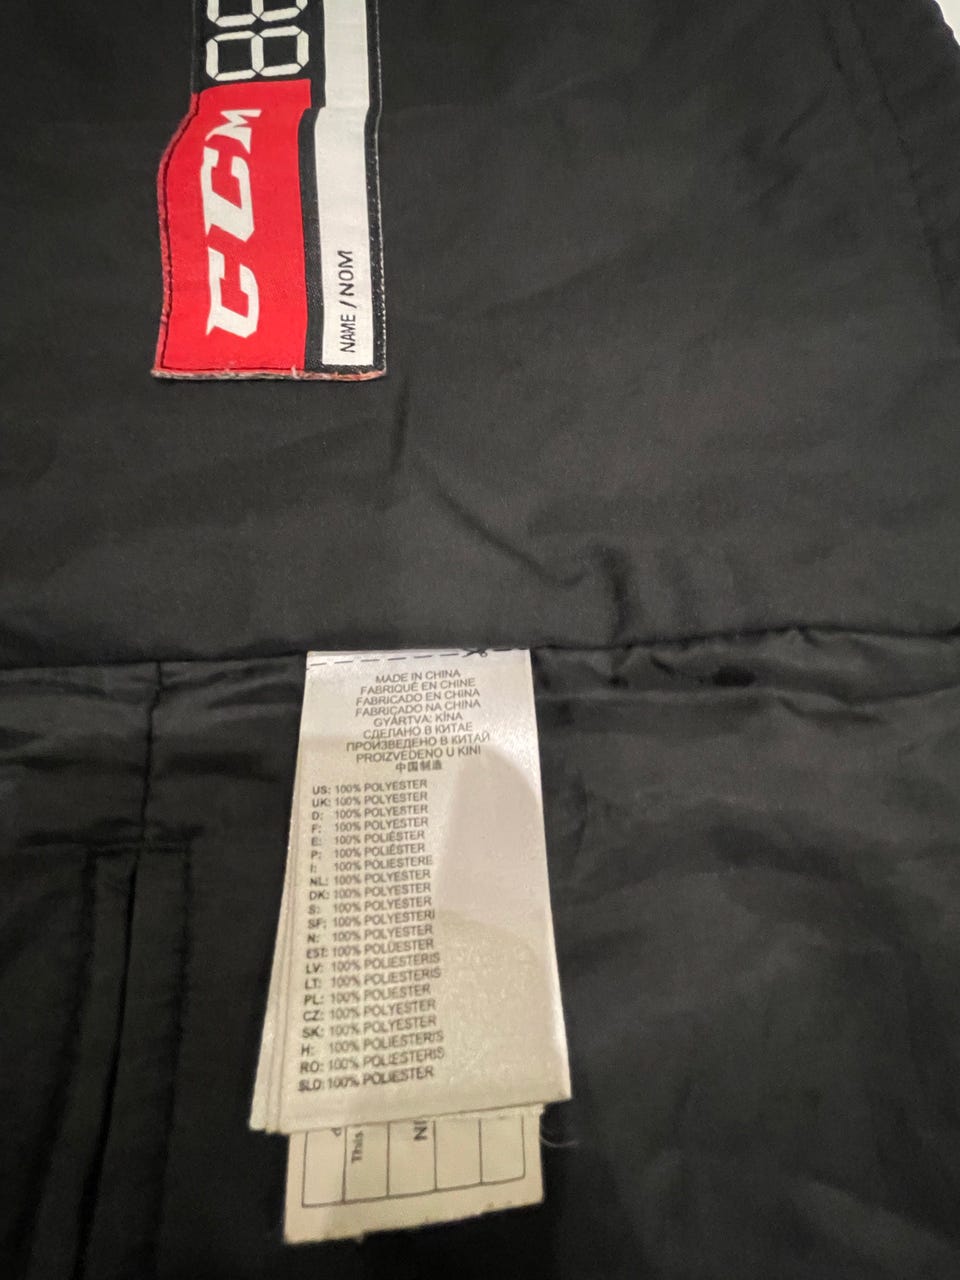 88
CCM
NAME / NOM
MADE IN CHINA
FABRIQUÉ EN CHINE
FABRICADO EN CHINA
FABRICADO NA CHINA
GYÁRTVA: KÍNA
СДЕЛАНО В КИТАЕ
ПРОИЗВЕДЕНО В КИТАЙ
PROIZVEDENO U KINI
中国制造
US: 100% POLYESTER
UK: 100% POLYESTER
D: 100% POLYESTER
F: 100% POLYESTER
E: 100% POLIÉSTER
P: 100% POLIÉSTER
I: 100% POLIESTERE
NL: 100% POLYESTER
DK: 100% POLYESTER
S: 100% POLYESTER
SF: 100% POLYESTERI
N: 100% POLYESTER
EST: 100% POLÜESTER
LV: 100% POLIESTERIS
LT: 100% POLIESTERIS
PL: 100% POLIESTER
CZ: 100% POLYESTER
SK: 100% POLYESTER
H: 100% POLIESTERIS
RO: 100% POLIESTERIS
SLO: 100% POLIESTER
This